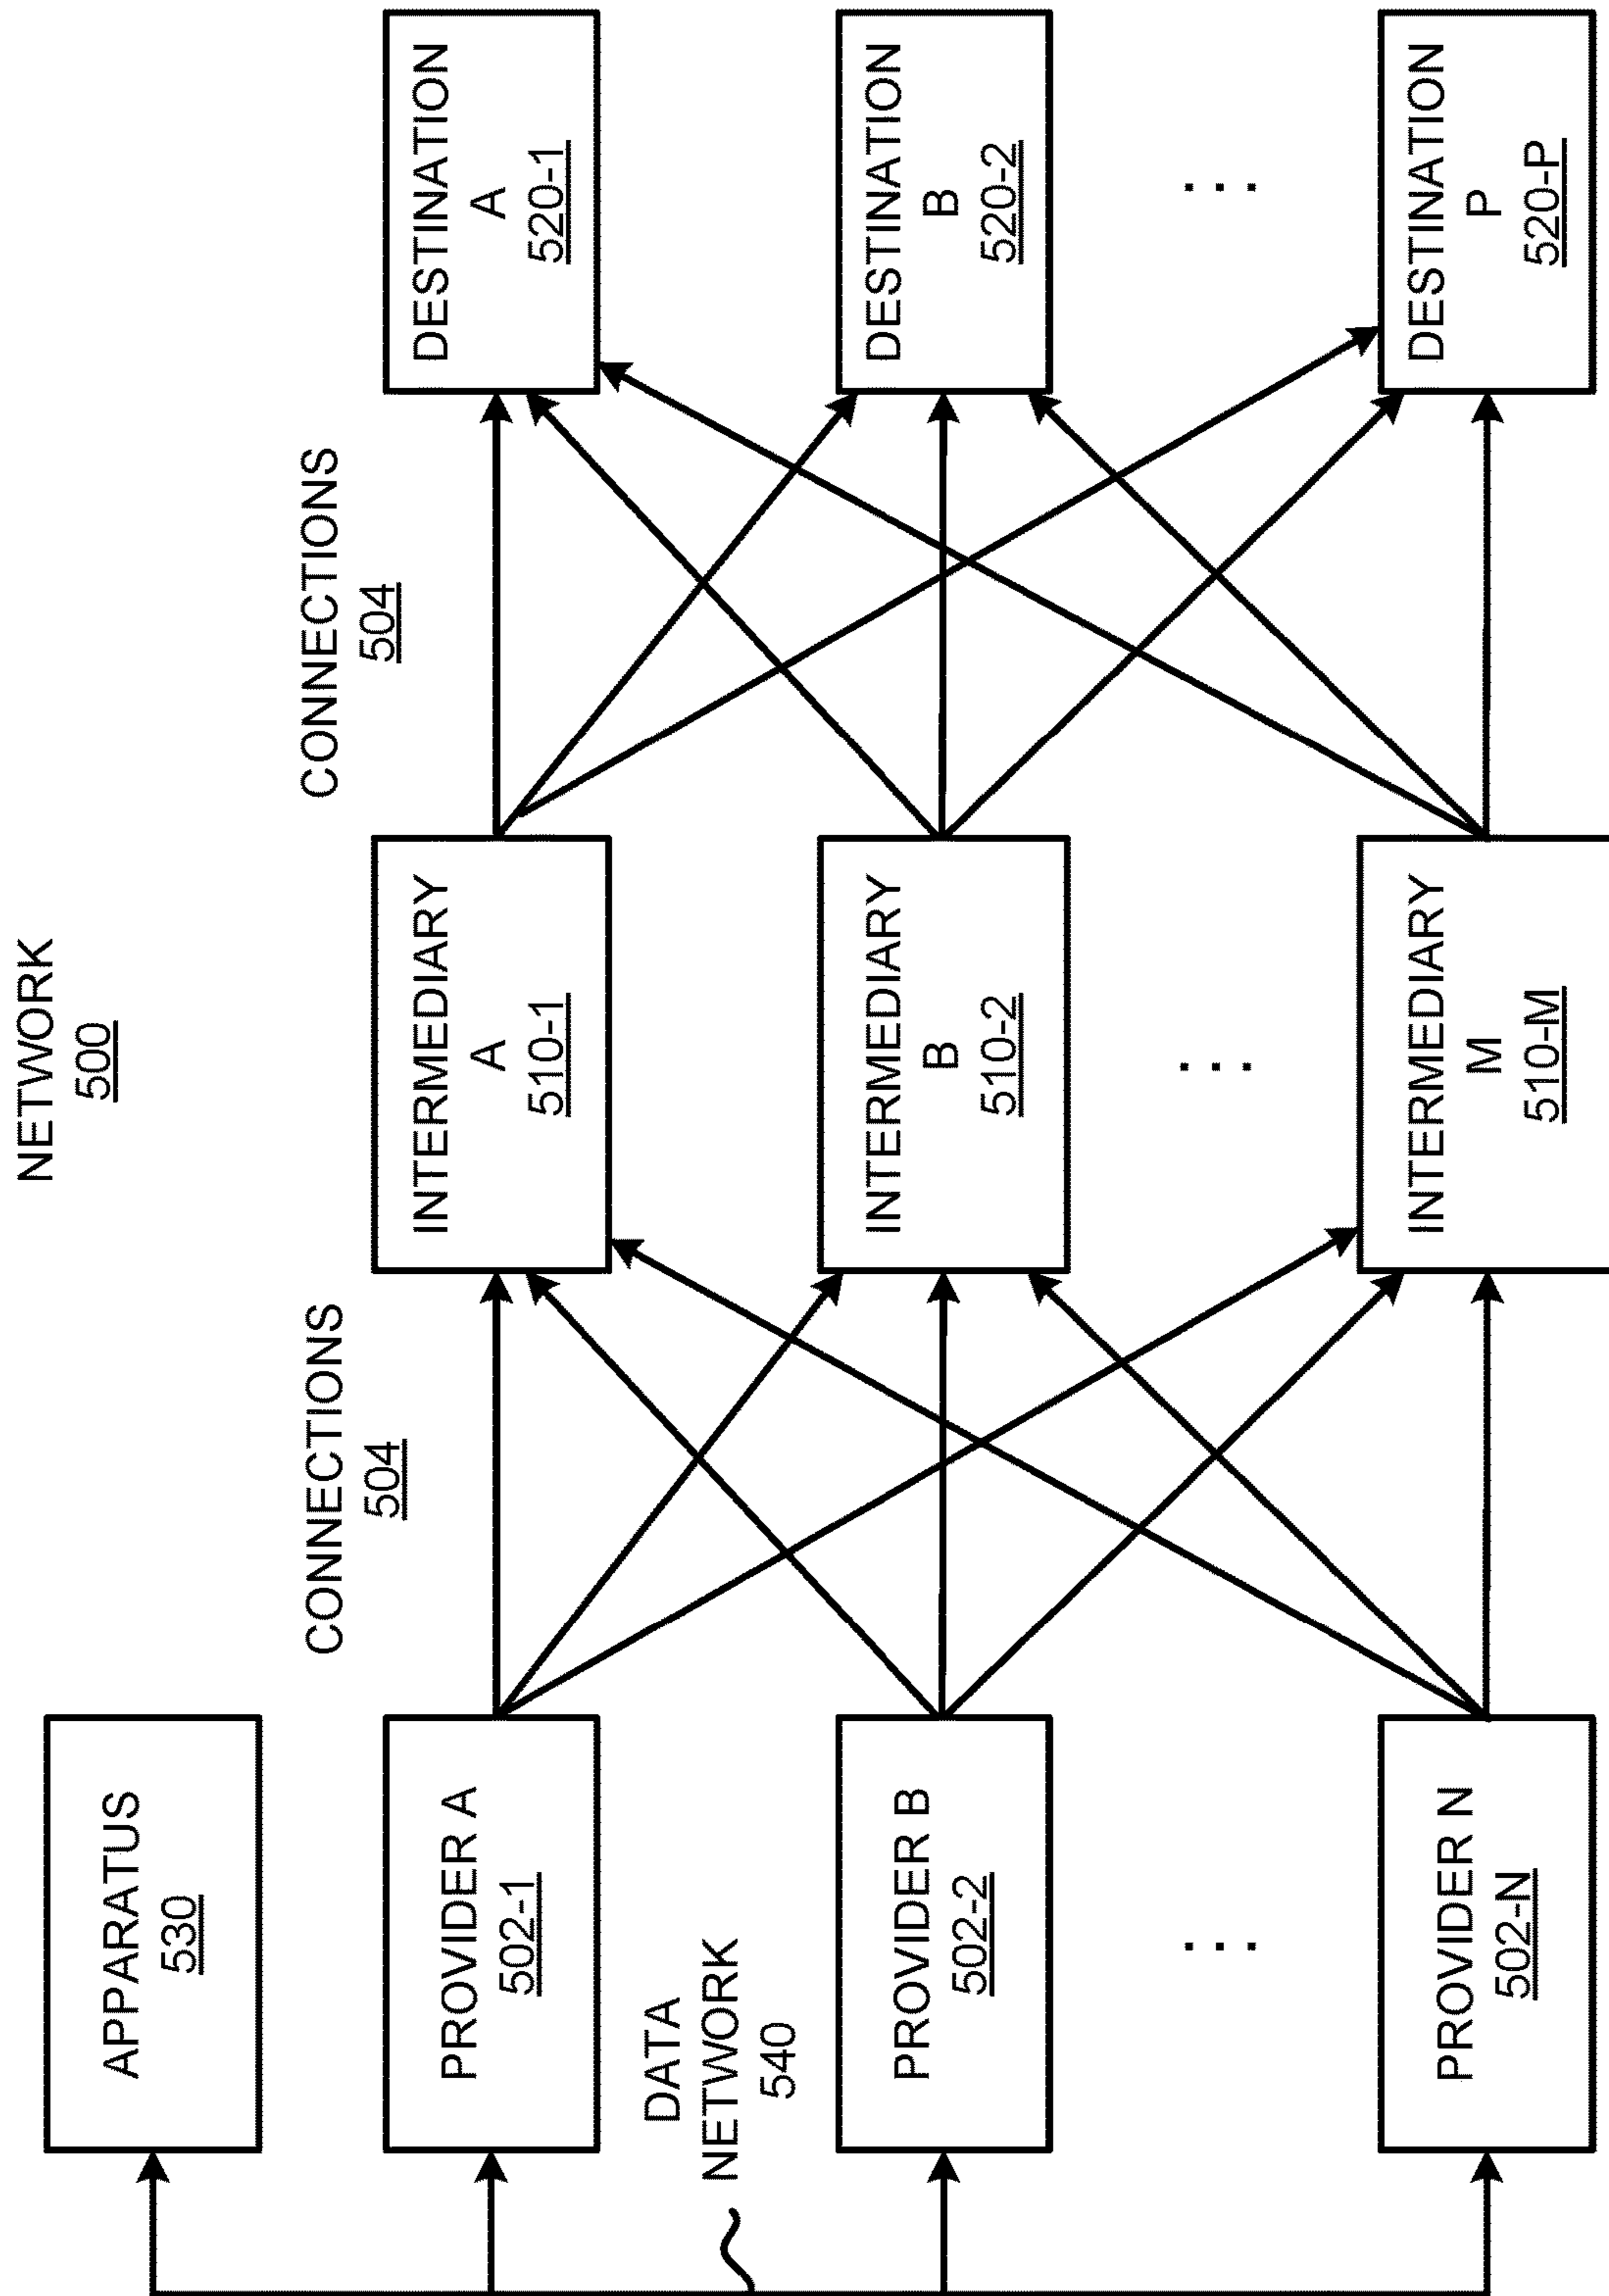 NETWORK
500
APPARATUS
530
CONNECTIONS
504
CONNECTIONS
504
PROVIDER A
502-1
INTERMEDIARY
A
510-1
DESTINATION
A
520-1
DATA
NETWORK
540
PROVIDER B
502-2
INTERMEDIARY
B
510-2
DESTINATION
B
520-2
...
...
...
PROVIDER N
502-N
INTERMEDIARY
M
510-M
DESTINATION
P
520-P